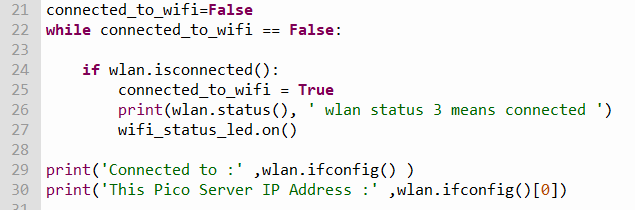 21 connected_to_wifi=False
22 while connected_to_wifi == False:
23
24     if wlan.isconnected():
25         connected_to_wifi = True
26         print(wlan.status(), ' wlan status 3 means connected ')
27         wifi_status_led.on()
28
29 print('Connected to :' ,wlan.ifconfig() )
30 print('This Pico Server IP Address :' ,wlan.ifconfig()[0])
31